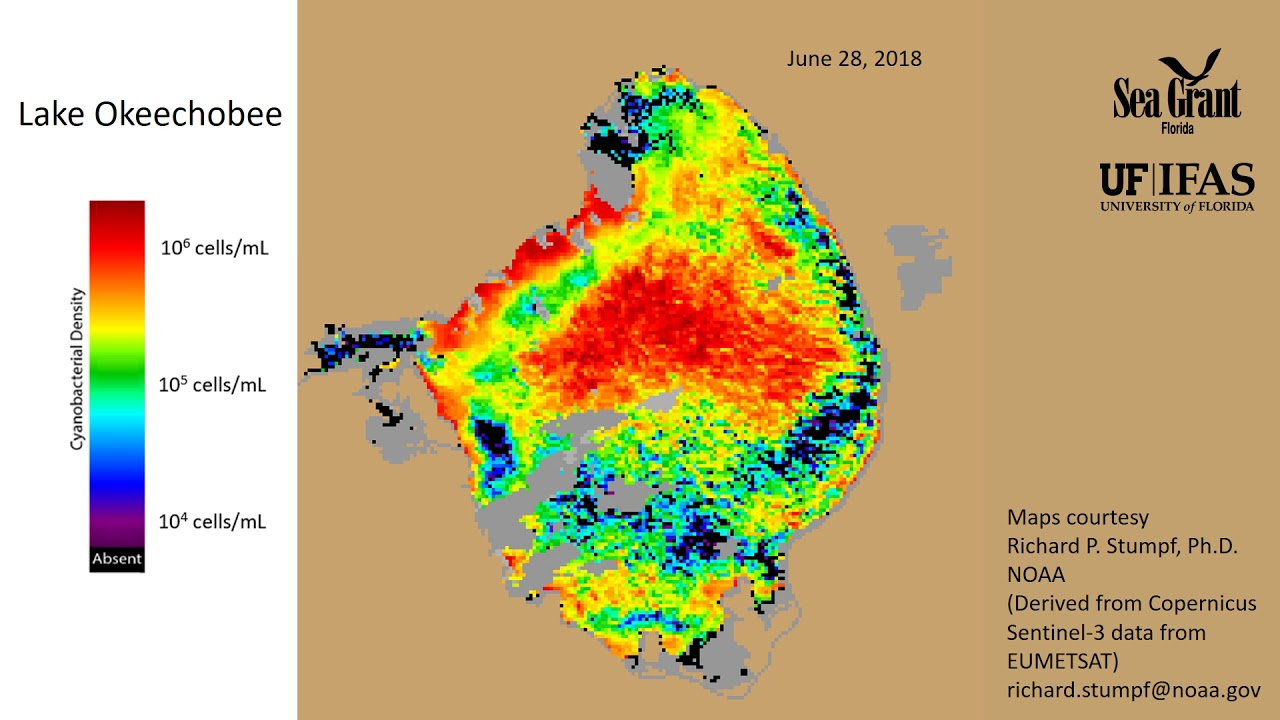 Lake Okeechobee
June 28, 2018
Cyanobacterial Density
10⁶ cells/mL
10⁵ cells/mL
10⁴ cells/mL
Absent
Sea Grant
Florida
UF|IFAS
UNIVERSITY of FLORIDA
Maps courtesy
Richard P. Stumpf, Ph.D.
NOAA
(Derived from Copernicus
Sentinel-3 data from
EUMETSAT)
richard.stumpf@noaa.gov